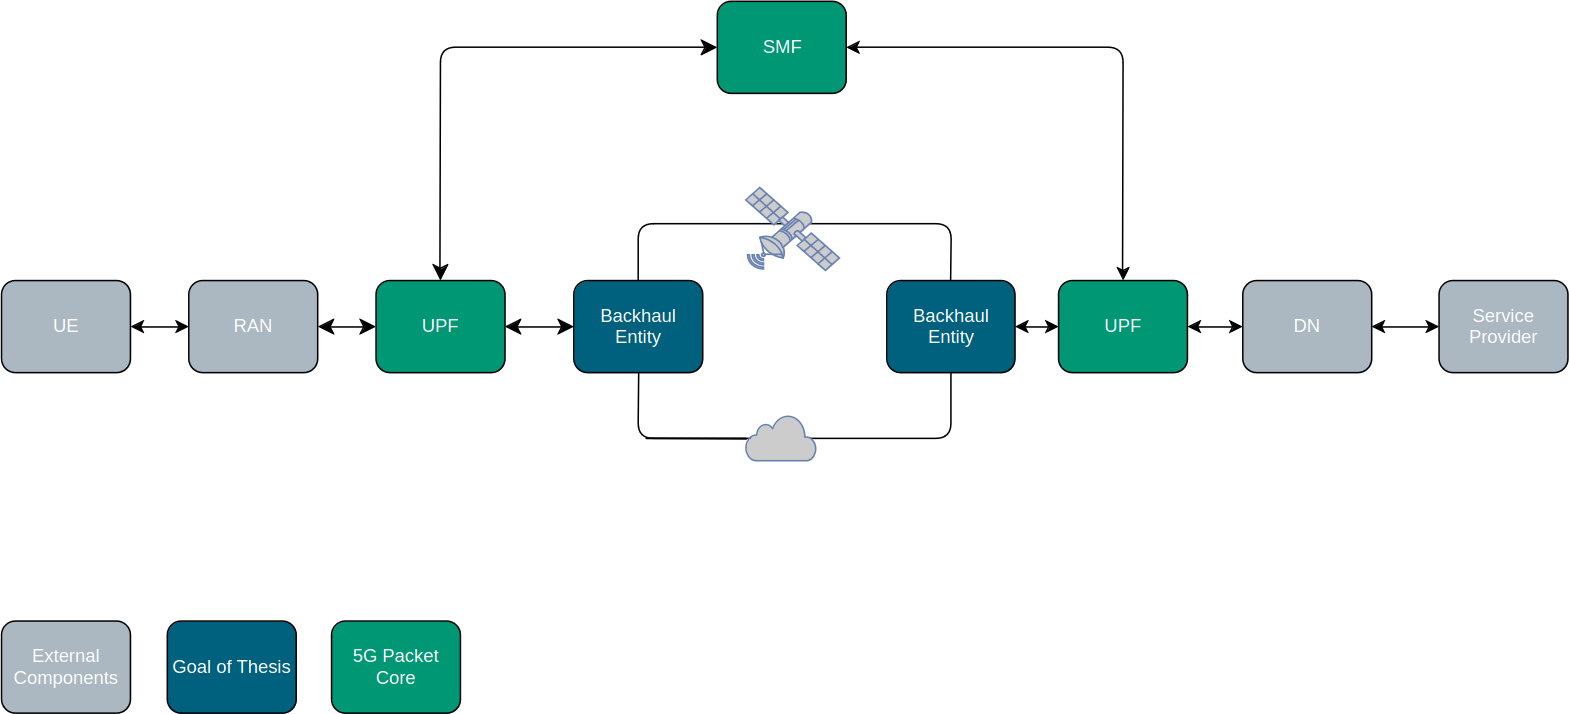 SMF
UE
RAN
UPF
Backhaul
Entity
Backhaul
Entity
UPF
DN
Service
Provider
External
Components
Goal of Thesis
5G Packet
Core